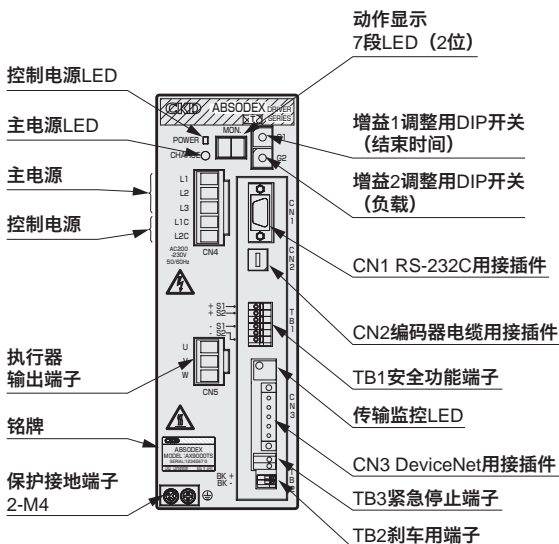 动作显示
7段LED（2位）
控制电源LED
主电源LED
主电源
控制电源
执行器
输出端子
铭牌
保护接地端子
2-M4
增益1调整用DIP开关
（结束时间）
增益2调整用DIP开关
（负载）
CN1 RS-232C用接插件
CN2编码器电缆用接插件
TB1安全功能端子
传输监控LED
CN3 DeviceNet用接插件
TB3紧急停止端子
TB2刹车用端子
CKD ABSODEX DRIVER
SERIES
MON.
POWER
CHARGE
G2
L1
L2
L3
L1C
L2C
AC200
-230V
50/60Hz
CN4
CN1
CN2
+ S1
+ S2
- S1
- S2
TB1
U
W
CN5
CN3
CKD
ABSODEX
MODEL :AX9000TS
BK +
BK -